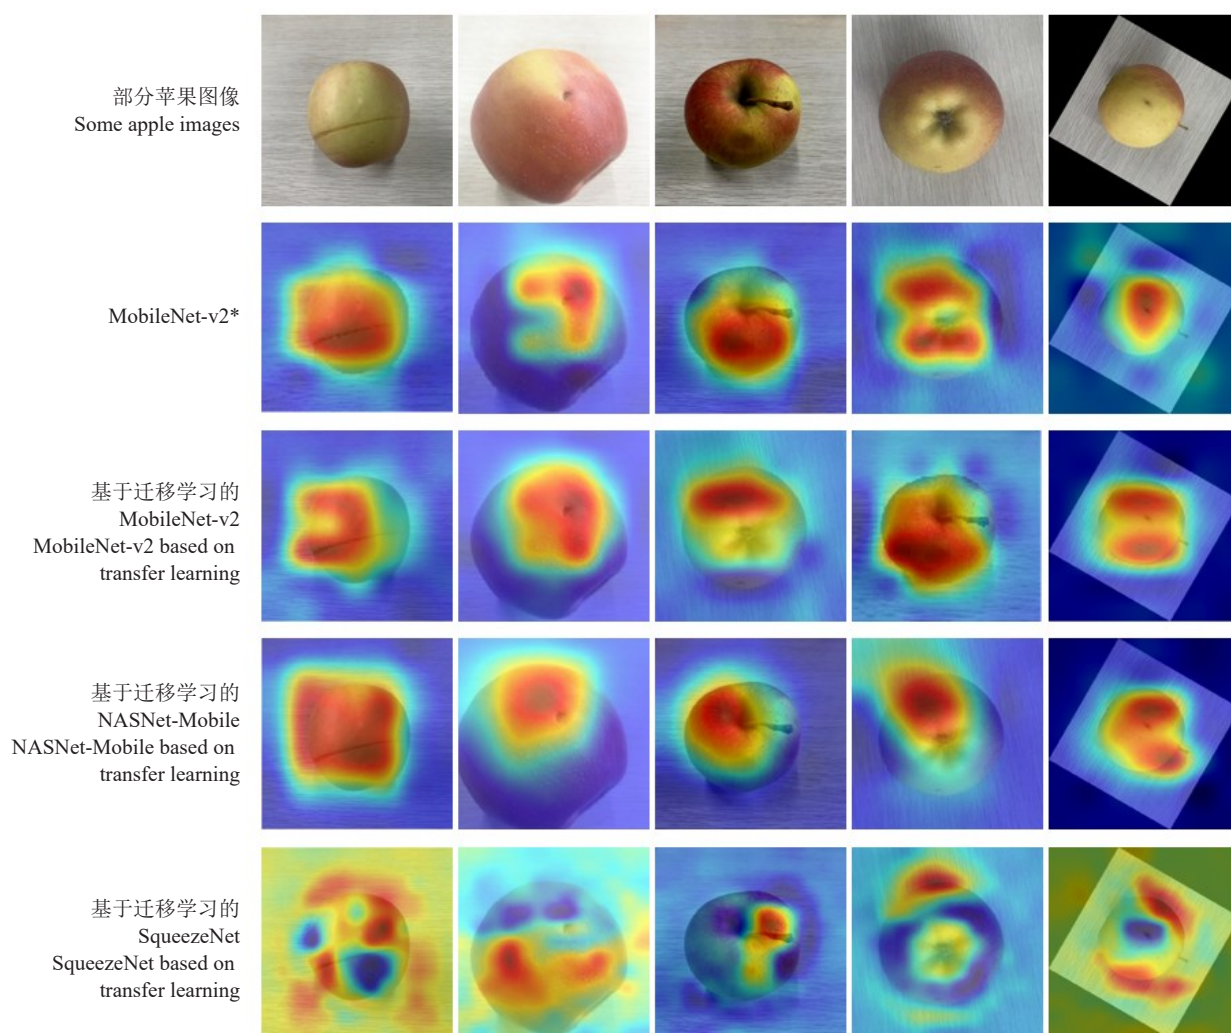 部分苹果图像
Some apple images
MobileNet-v2*
基于迁移学习的
MobileNet-v2
MobileNet-v2 based on
transfer learning
基于迁移学习的
NASNet-Mobile
NASNet-Mobile based on
transfer learning
基于迁移学习的
SqueezeNet
SqueezeNet based on
transfer learning